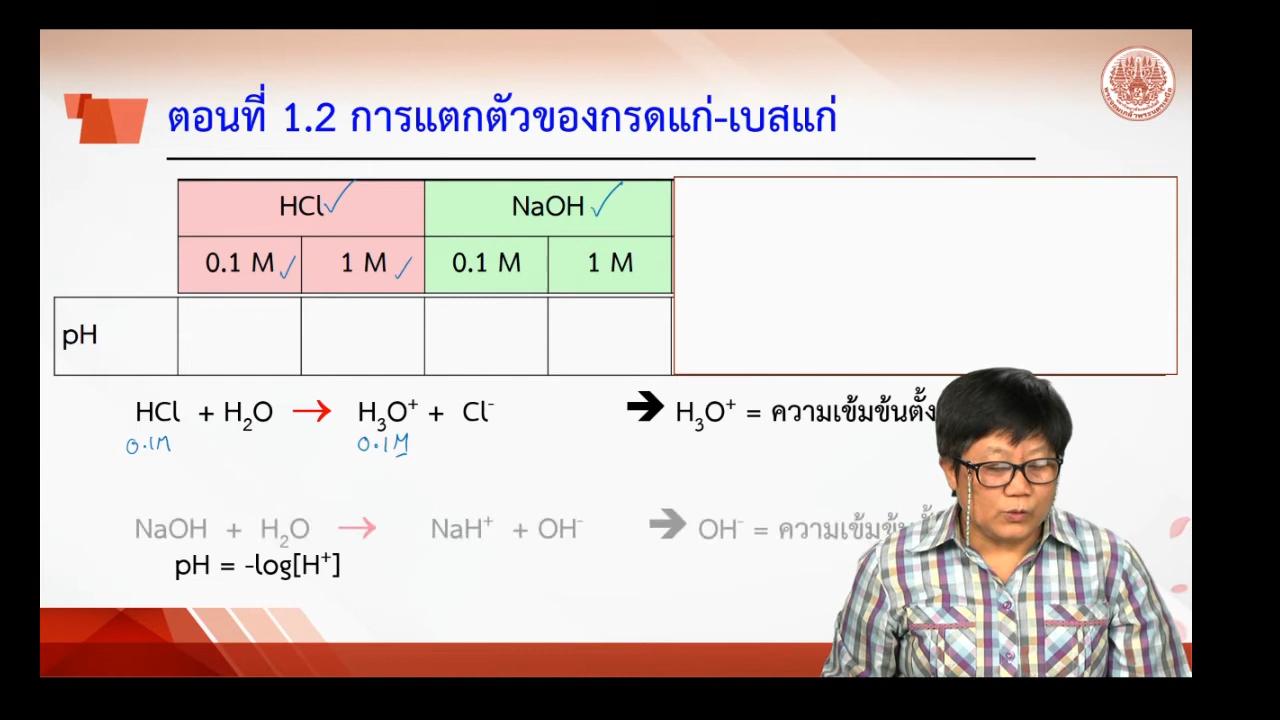 ตอนที่ 1.2 การแตกตัวของกรดแก่-เบสแก่
HCl✓ NaOH✓
0.1 M✓ 1 M✓ 0.1 M 1 M
pH
HCl + H₂O → H₃O⁺ + Cl⁻ ➔ H₃O⁺ = ความเข้มข้นตั้ง
0.1M 0.1M
NaOH + H₂O → NaH⁺ + OH⁻ ➔ OH⁻ = ความเข้มข้น
pH = -log[H⁺]